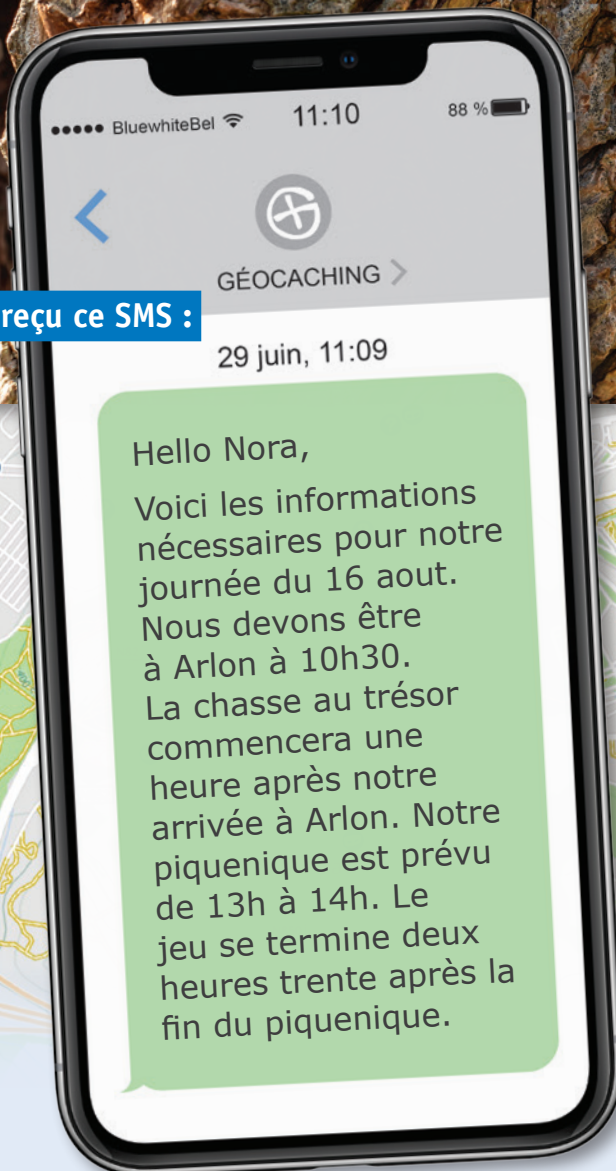 BluewhiteBel 11:10 88 %
GÉOCACHING >
reçu ce SMS :
29 juin, 11:09
Hello Nora,
Voici les informations
nécessaires pour notre
journée du 16 aout.
Nous devons être
à Arlon à 10h30.
La chasse au trésor
commencera une
heure après notre
arrivée à Arlon. Notre
piquenique est prévu
de 13h à 14h. Le
jeu se termine deux
heures trente après la
fin du piquenique.